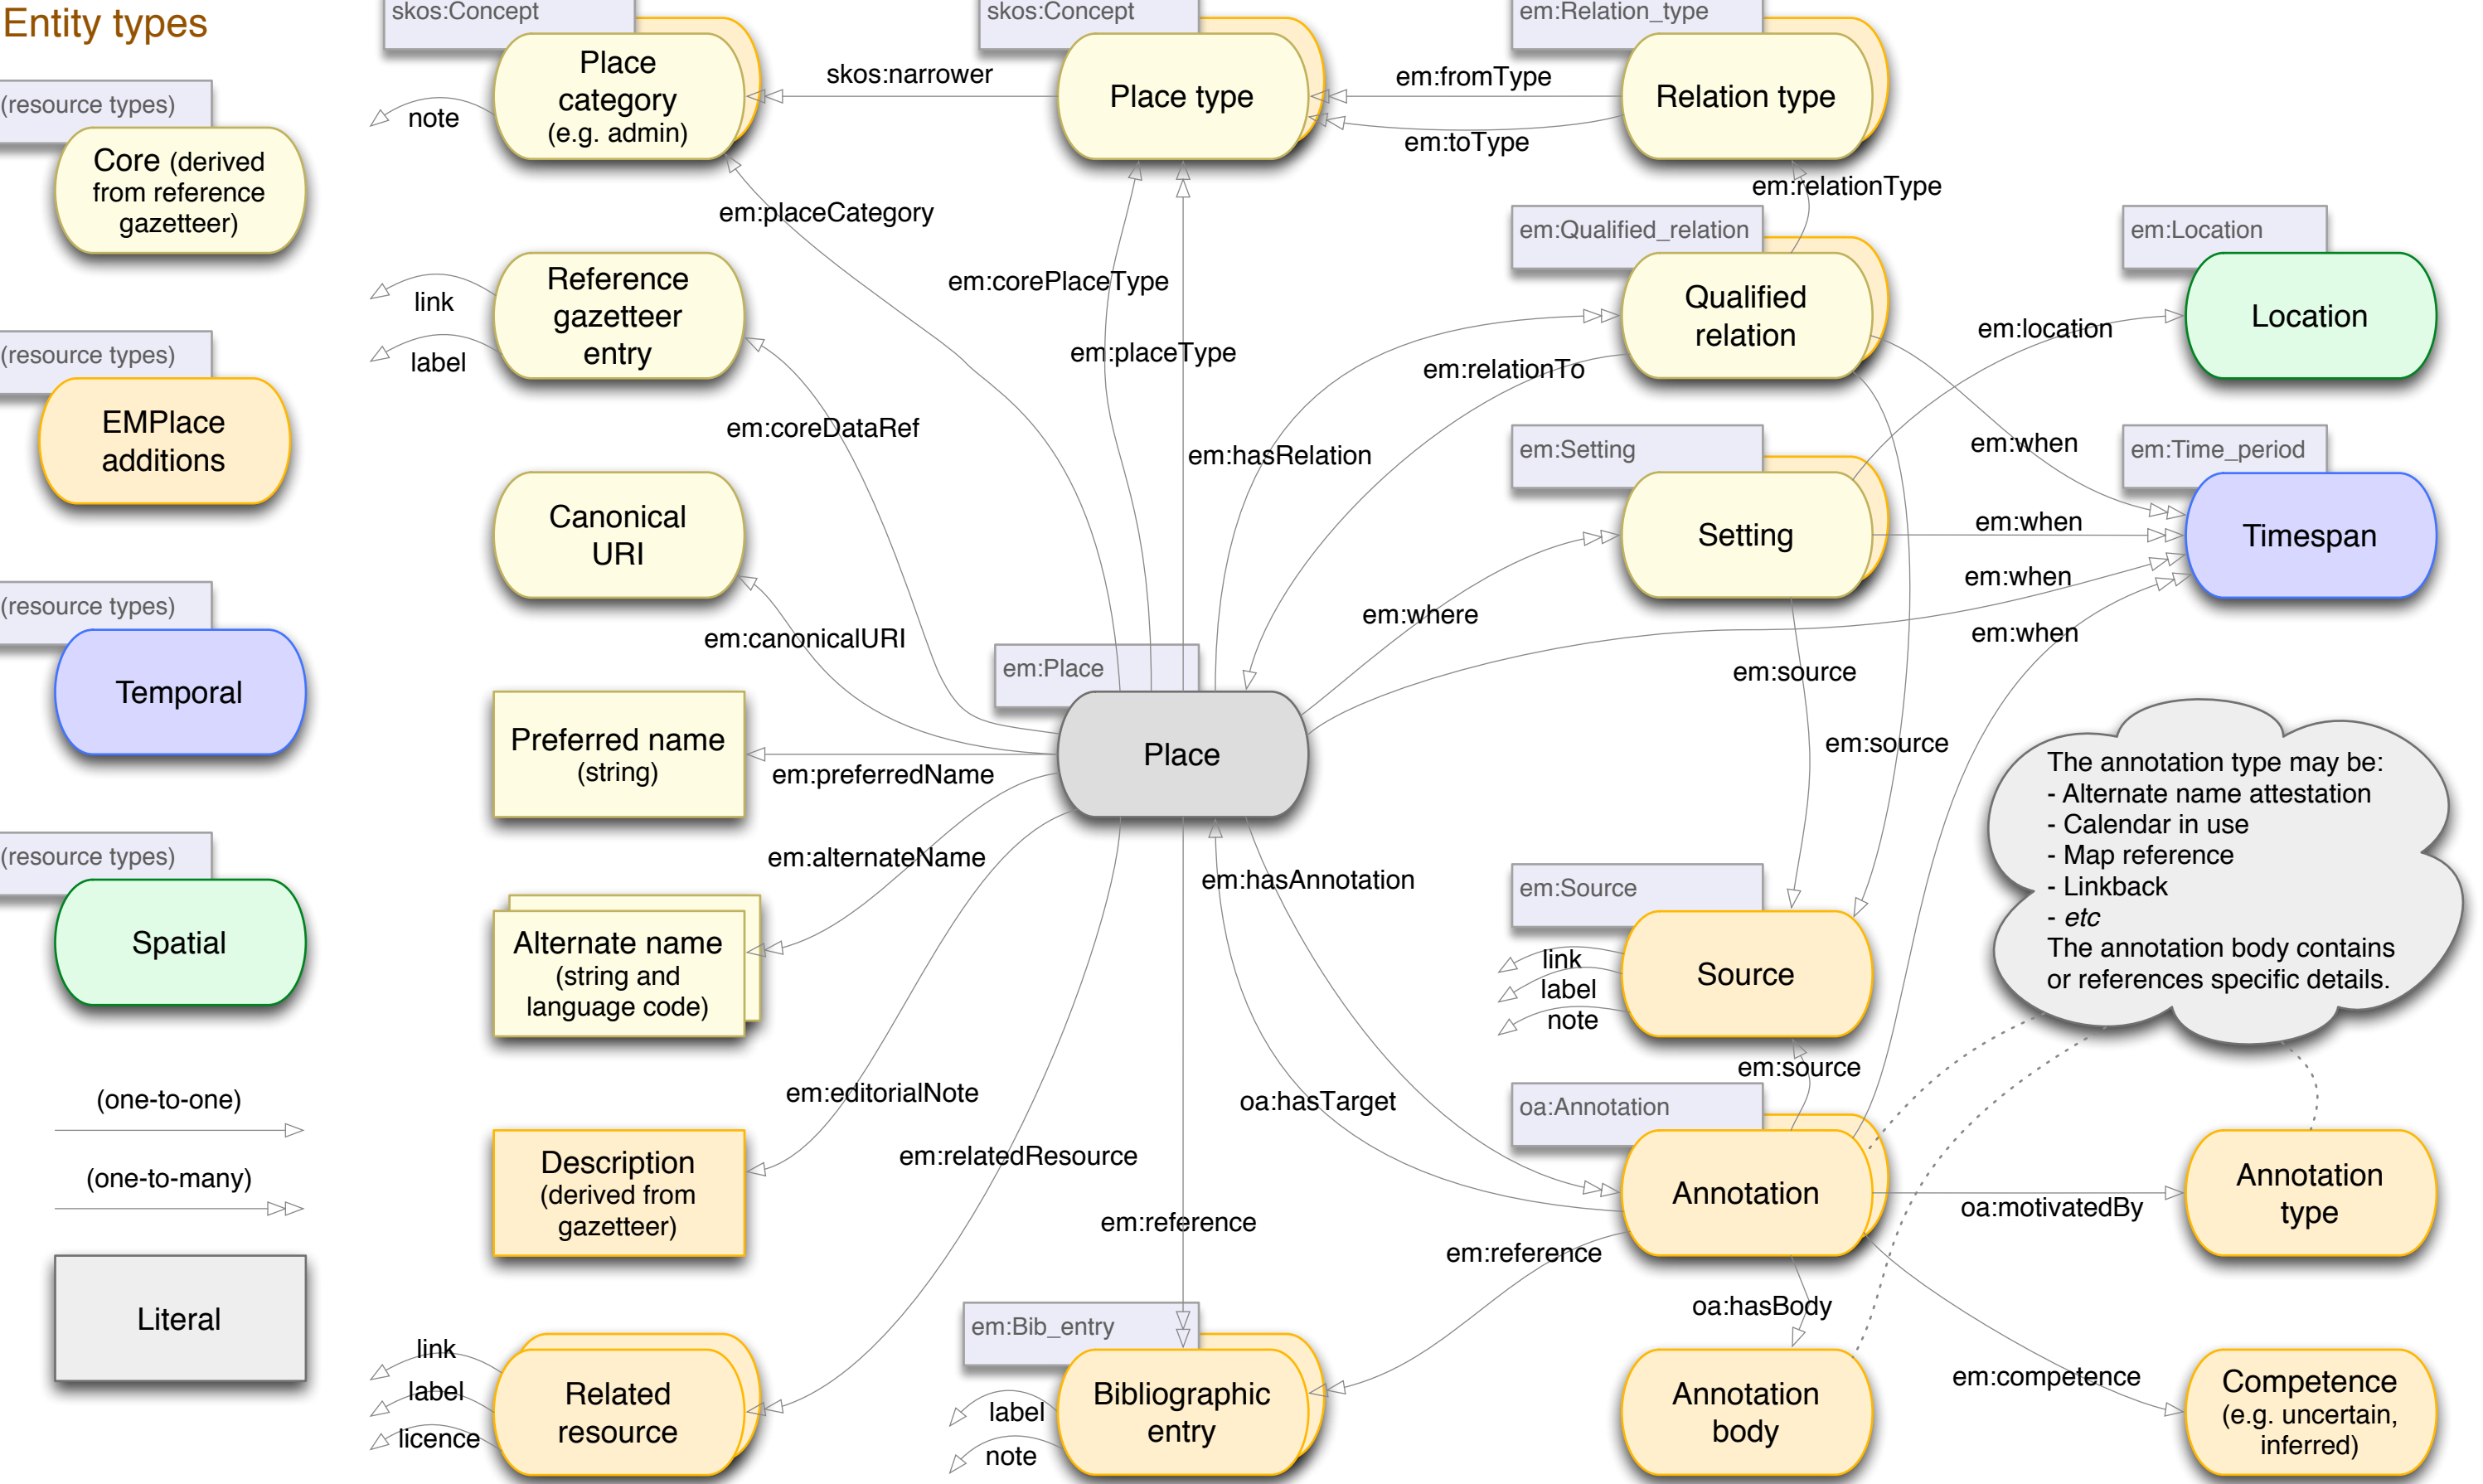 Entity types
(resource types)
Core (derived
from reference
gazetteer)
(resource types)
EMPlace
additions
(resource types)
Temporal
(resource types)
Spatial
(one-to-one)
(one-to-many)
Literal
skos:Concept
Place
category
(e.g. admin)
note
skos:narrower
skos:Concept
Place type
em:fromType
em:toType
em:Relation_type
Relation type
em:relationType
em:placeCategory
link
label
Reference
gazetteer
entry
em:corePlaceType
em:placeType
em:coreDataRef
em:Qualified_relation
Qualified
relation
em:relationTo
em:hasRelation
em:location
em:Location
Location
em:when
em:Setting
Setting
em:when
em:when
em:when
em:Time_period
Timespan
Canonical
URI
em:canonicalURI
em:where
em:source
em:source
em:Place
Place
Preferred name
(string)
em:preferredName
em:alternateName
Alternate name
(string and
language code)
em:hasAnnotation
em:Source
Source
link
label
note
em:source
The annotation type may be:
- Alternate name attestation
- Calendar in use
- Map reference
- Linkback
- etc
The annotation body contains
or references specific details.
em:editorialNote
Description
(derived from
gazetteer)
em:relatedResource
em:reference
oa:hasTarget
oa:Annotation
Annotation
em:reference
oa:motivatedBy
Annotation
type
oa:hasBody
Annotation
body
em:competence
Competence
(e.g. uncertain,
inferred)
link
label
licence
Related
resource
em:Bib_entry
Bibliographic
entry
label
note